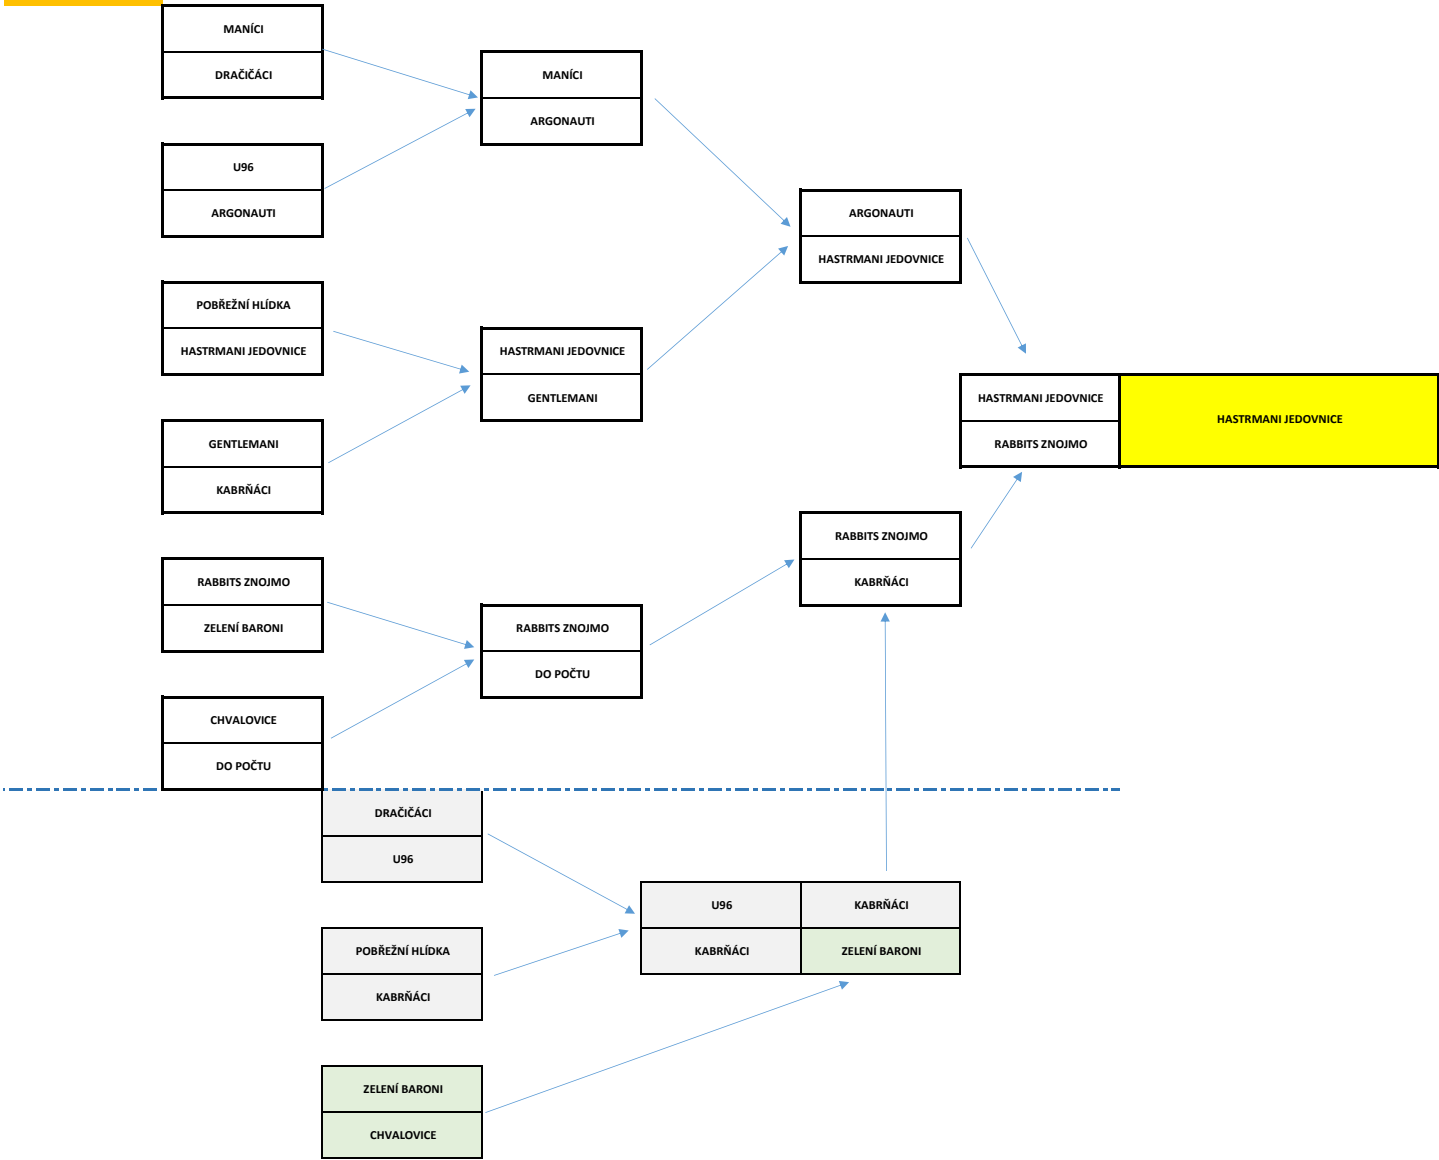 MANÍCI
DRAČIČÁCI
U96
ARGONAUTI
POBŘEŽNÍ HLÍDKA
HASTRMANI JEDOVNICE
GENTLEMANI
KABRŇÁCI
RABBITS ZNOJMO
ZELENÍ BARONI
CHVALOVICE
DO POČTU
MANÍCI
ARGONAUTI
HASTRMANI JEDOVNICE
GENTLEMANI
RABBITS ZNOJMO
DO POČTU
ARGONAUTI
HASTRMANI JEDOVNICE
RABBITS ZNOJMO
KABRŇÁCI
HASTRMANI JEDOVNICE
RABBITS ZNOJMO
HASTRMANI JEDOVNICE
DRAČIČÁCI
U96
POBŘEŽNÍ HLÍDKA
KABRŇÁCI
ZELENÍ BARONI
CHVALOVICE
U96
KABRŇÁCI
KABRŇÁCI
ZELENÍ BARONI